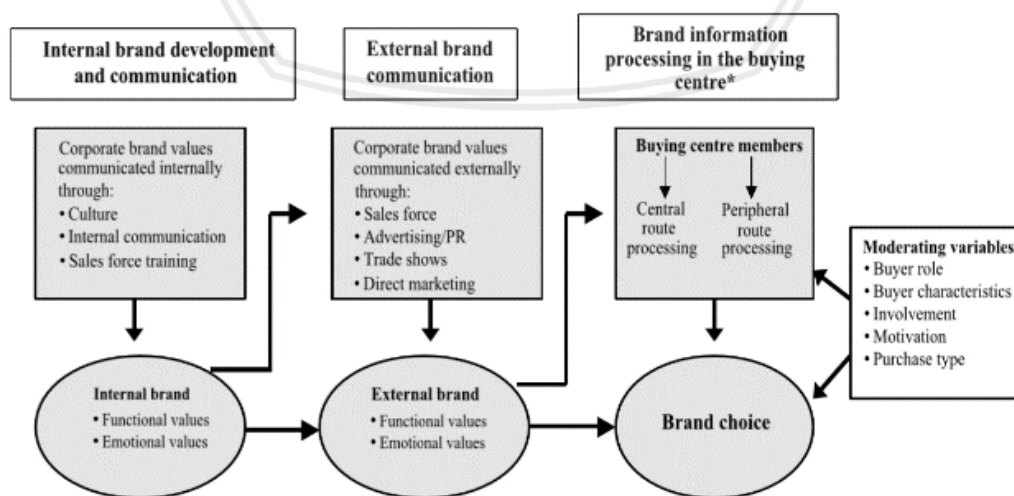 Internal brand development
and communication
External brand
communication
Brand information
processing in the buying
centre*
Corporate brand values
communicated internally
through:
• Culture
• Internal communication
• Sales force training
Corporate brand values
communicated externally
through:
• Sales force
• Advertising/PR
• Trade shows
• Direct marketing
Buying centre members
Central
route
processing
Peripheral
route
processing
Moderating variables:
• Buyer role
• Buyer characteristics
• Involvement
• Motivation
• Purchase type
Internal brand
• Functional values
• Emotional values
External brand
• Functional values
• Emotional values
Brand choice